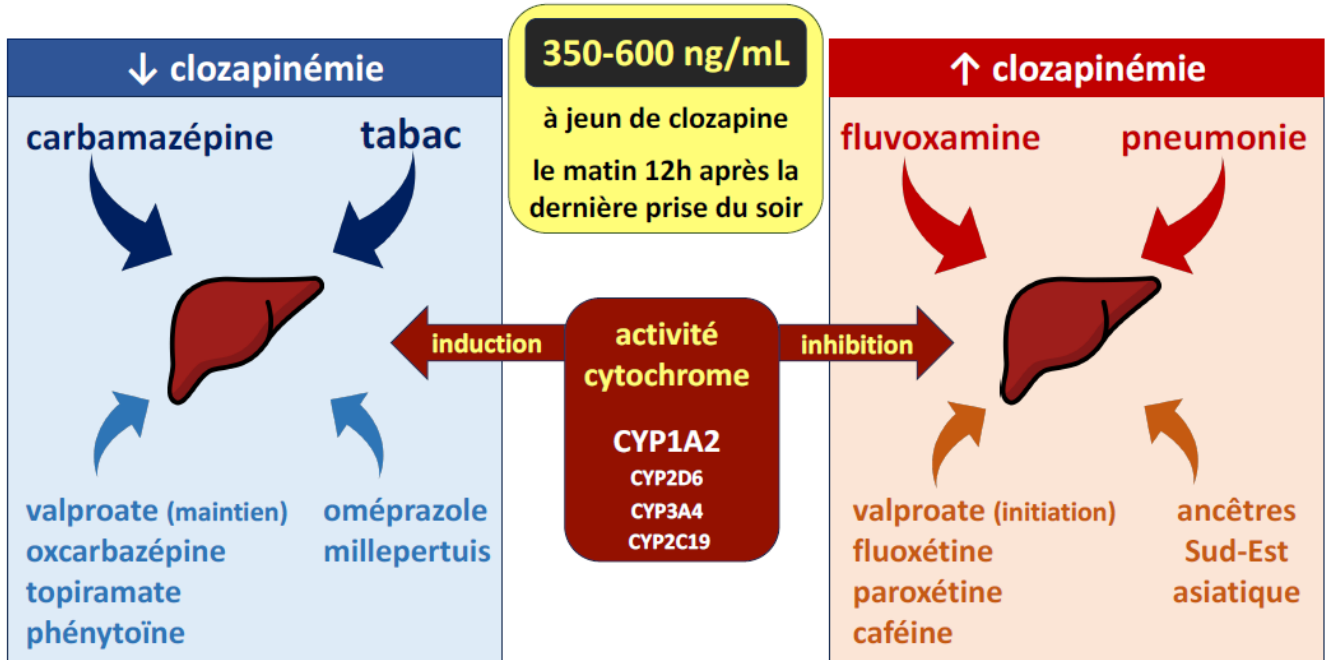 ↓ clozapinémie
carbamazépine
tabac
valproate (maintien)
oxcarbazépine
topiramate
phénytoïne
oméprazole
millepertuis
350-600 ng/mL
à jeun de clozapine
le matin 12h après la
dernière prise du soir
induction
activité
cytochrome
inhibition
CYP1A2
CYP2D6
CYP3A4
CYP2C19
↑ clozapinémie
fluvoxamine
pneumonie
valproate (initiation)
fluoxétine
paroxétine
caféine
ancêtres
Sud-Est
asiatique